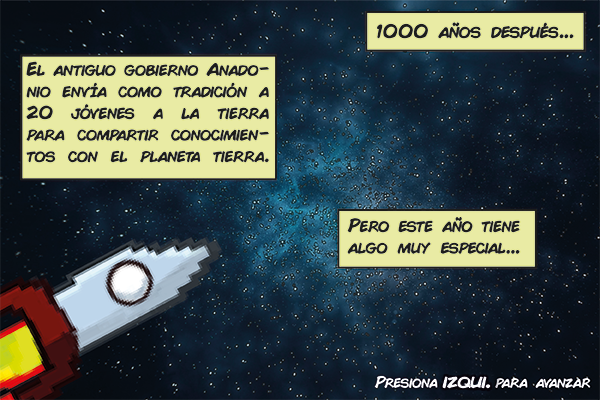 1000 años después...
El antiguo gobierno Anado-
nio envía como tradición a
20 jóvenes a la tierra
para compartir conocimien-
tos con el planeta tierra.
Pero este año tiene
algo muy especial...
Presiona IZQUI. para avanzar